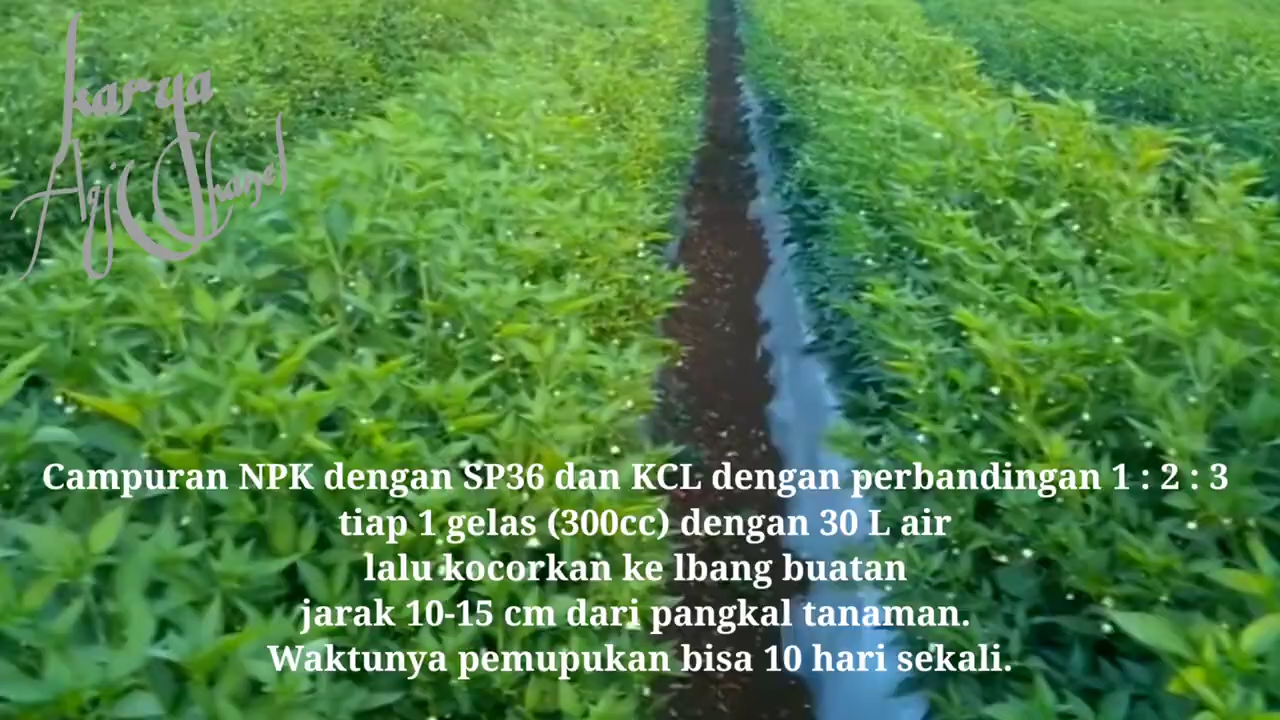 karya
Agj Chanel
Campuran NPK dengan SP36 dan KCL dengan perbandingan 1 : 2 : 3
tiap 1 gelas (300cc) dengan 30 L air
lalu kocorkan ke lbang buatan
jarak 10-15 cm dari pangkal tanaman.
Waktunya pemupukan bisa 10 hari sekali.